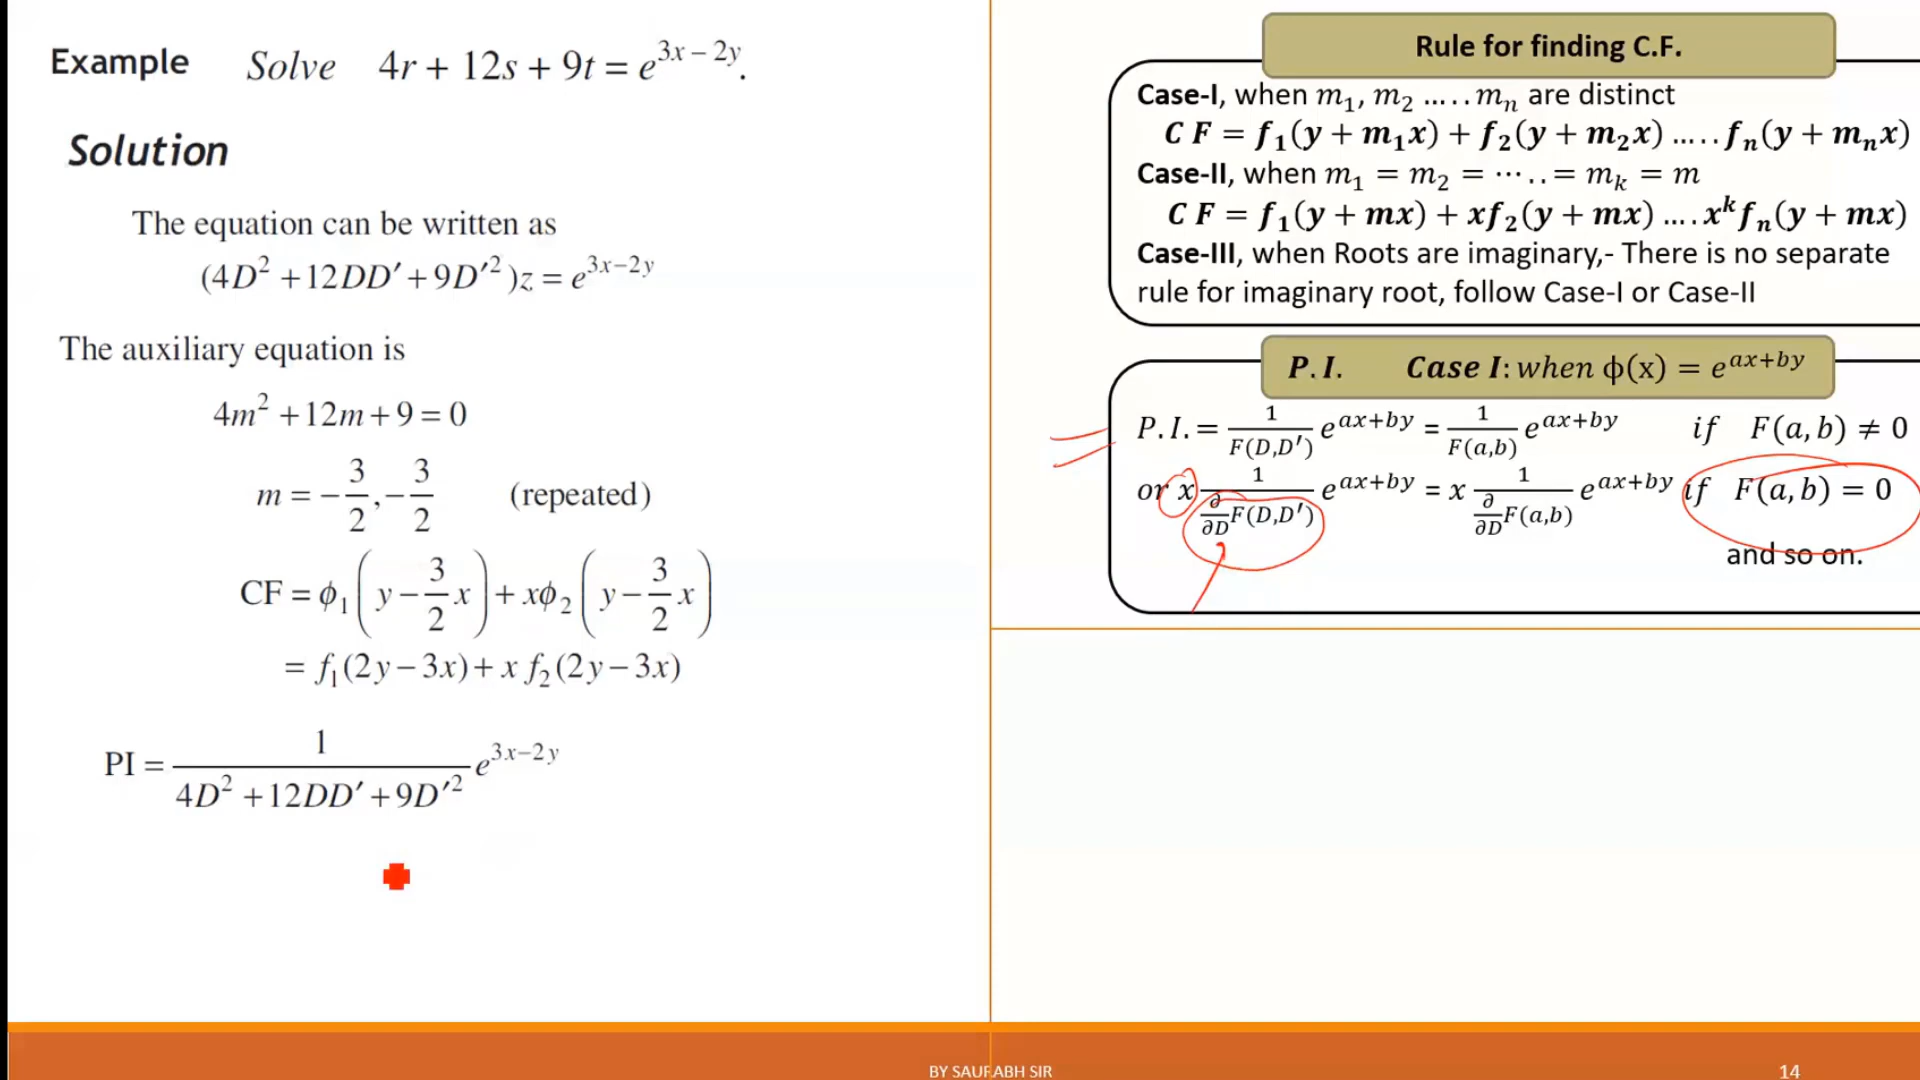 Example Solve 4r + 12s + 9t = e^{3x – 2y}.
Solution
The equation can be written as
(4D² + 12DD′ + 9D′²)z = e^{3x−2y}
The auxiliary equation is
4m² + 12m + 9 = 0
m = −3/2, −3/2 (repeated)
CF = ϕ₁(y − 3/2 x) + xϕ₂(y − 3/2 x)
= f₁(2y − 3x) + x f₂(2y − 3x)
PI = 1/(4D² + 12DD′ + 9D′²) e^{3x−2y}
Rule for finding C.F.
Case-I, when m₁, m₂ …..mₙ are distinct
C F = f₁(y + m₁x) + f₂(y + m₂x) …..fₙ(y + mₙx)
Case-II, when m₁ = m₂ = ⋯.. = mₖ = m
C F = f₁(y + mx) + xf₂(y + mx) ….xᵏfₙ(y + mx)
Case-III, when Roots are imaginary,- There is no separate
rule for imaginary root, follow Case-I or Case-II
P.I. Case I: when ϕ(x) = e^{ax+by}
P.I. = 1/F(D,D′) e^{ax+by} = 1/F(a,b) e^{ax+by} if F(a,b) ≠ 0
or x 1/(∂/∂D F(D,D′)) e^{ax+by} = x 1/(∂/∂D F(a,b)) e^{ax+by} if F(a,b) = 0
and so on.
BY SAURABH SIR
14